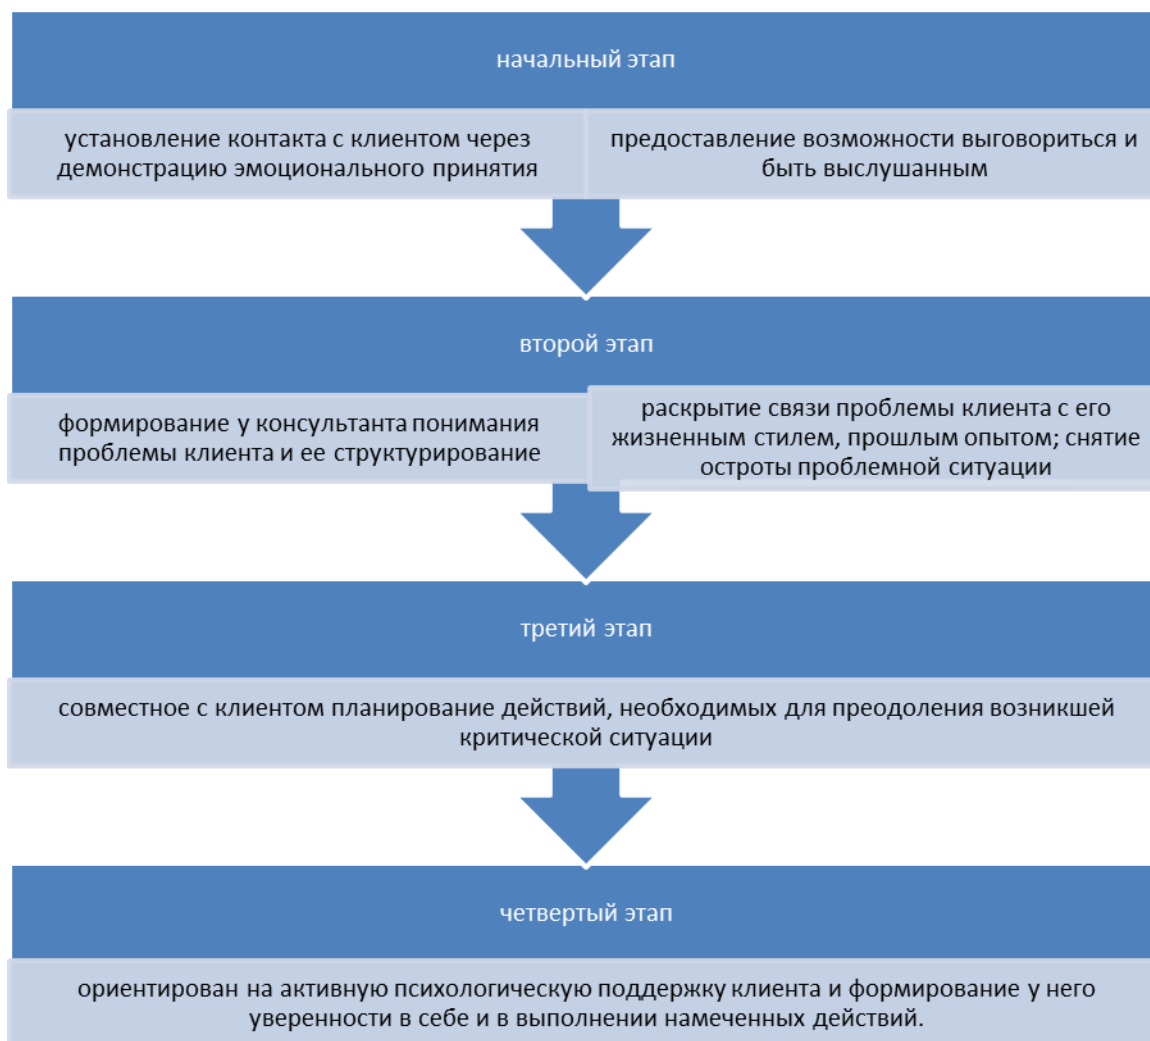 начальный этап
установление контакта с клиентом через
демонстрацию эмоционального принятия
предоставление возможности выговориться и
быть выслушанным
второй этап
формирование у консультанта понимания
проблемы клиента и ее структурирование
раскрытие связи проблемы клиента с его
жизненным стилем, прошлым опытом; снятие
остроты проблемной ситуации
третий этап
совместное с клиентом планирование действий, необходимых для преодоления возникшей
критической ситуации
четвертый этап
ориентирован на активную психологическую поддержку клиента и формирование у него
уверенности в себе и в выполнении намеченных действий.